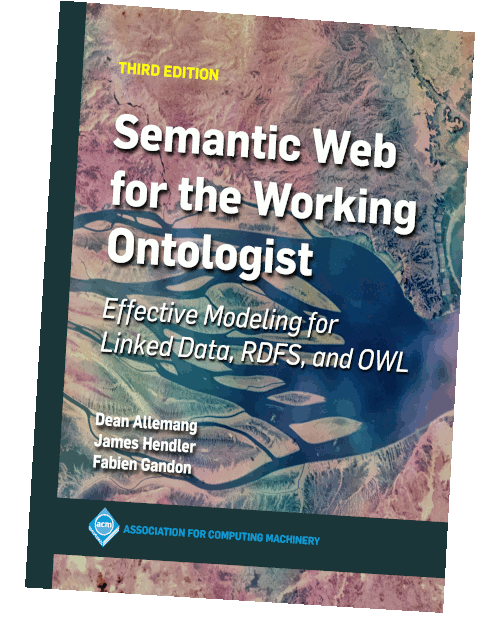 THIRD EDITION
Semantic Web
for the Working
Ontologist
Effective Modeling for
Linked Data, RDFS, and OWL
Dean Allemang
James Hendler
Fabien Gandon
acm
ASSOCIATION FOR COMPUTING MACHINERY